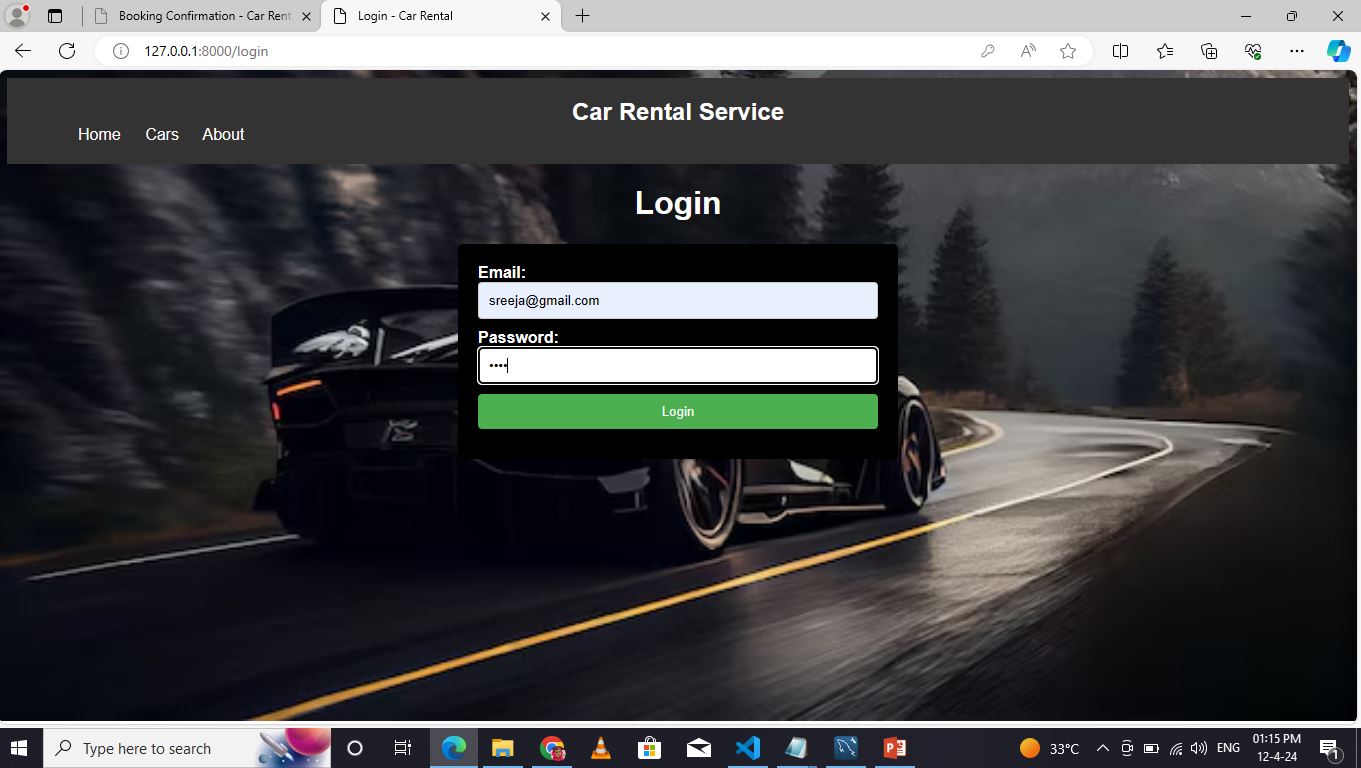 Booking Confirmation - Car Rent
Login - Car Rental
127.0.0.1:8000/login
Car Rental Service
Home Cars About
Login
Email:
sreeja@gmail.com
Password:
••••
Login
Type here to search
33°C
ENG
01:15 PM
12-4-24
1